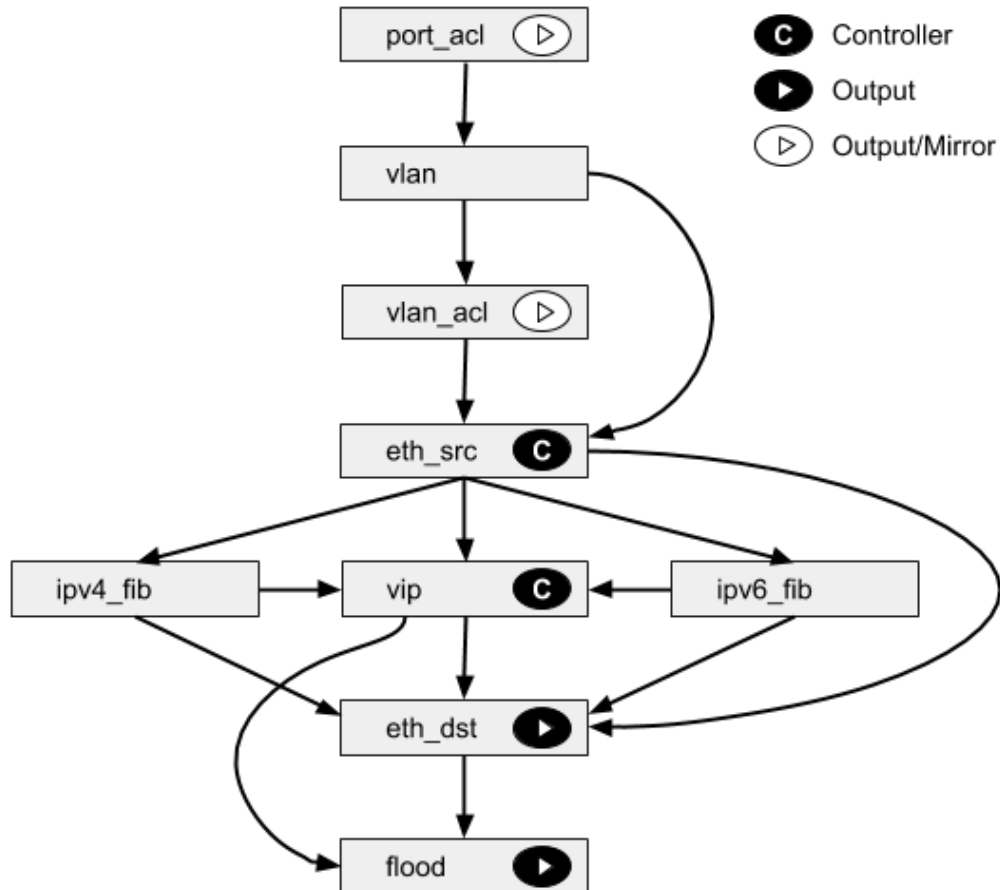 port_acl
C Controller
Output
Output/Mirror
vlan
vlan_acl
eth_src C
ipv4_fib
vip C
ipv6_fib
eth_dst
flood